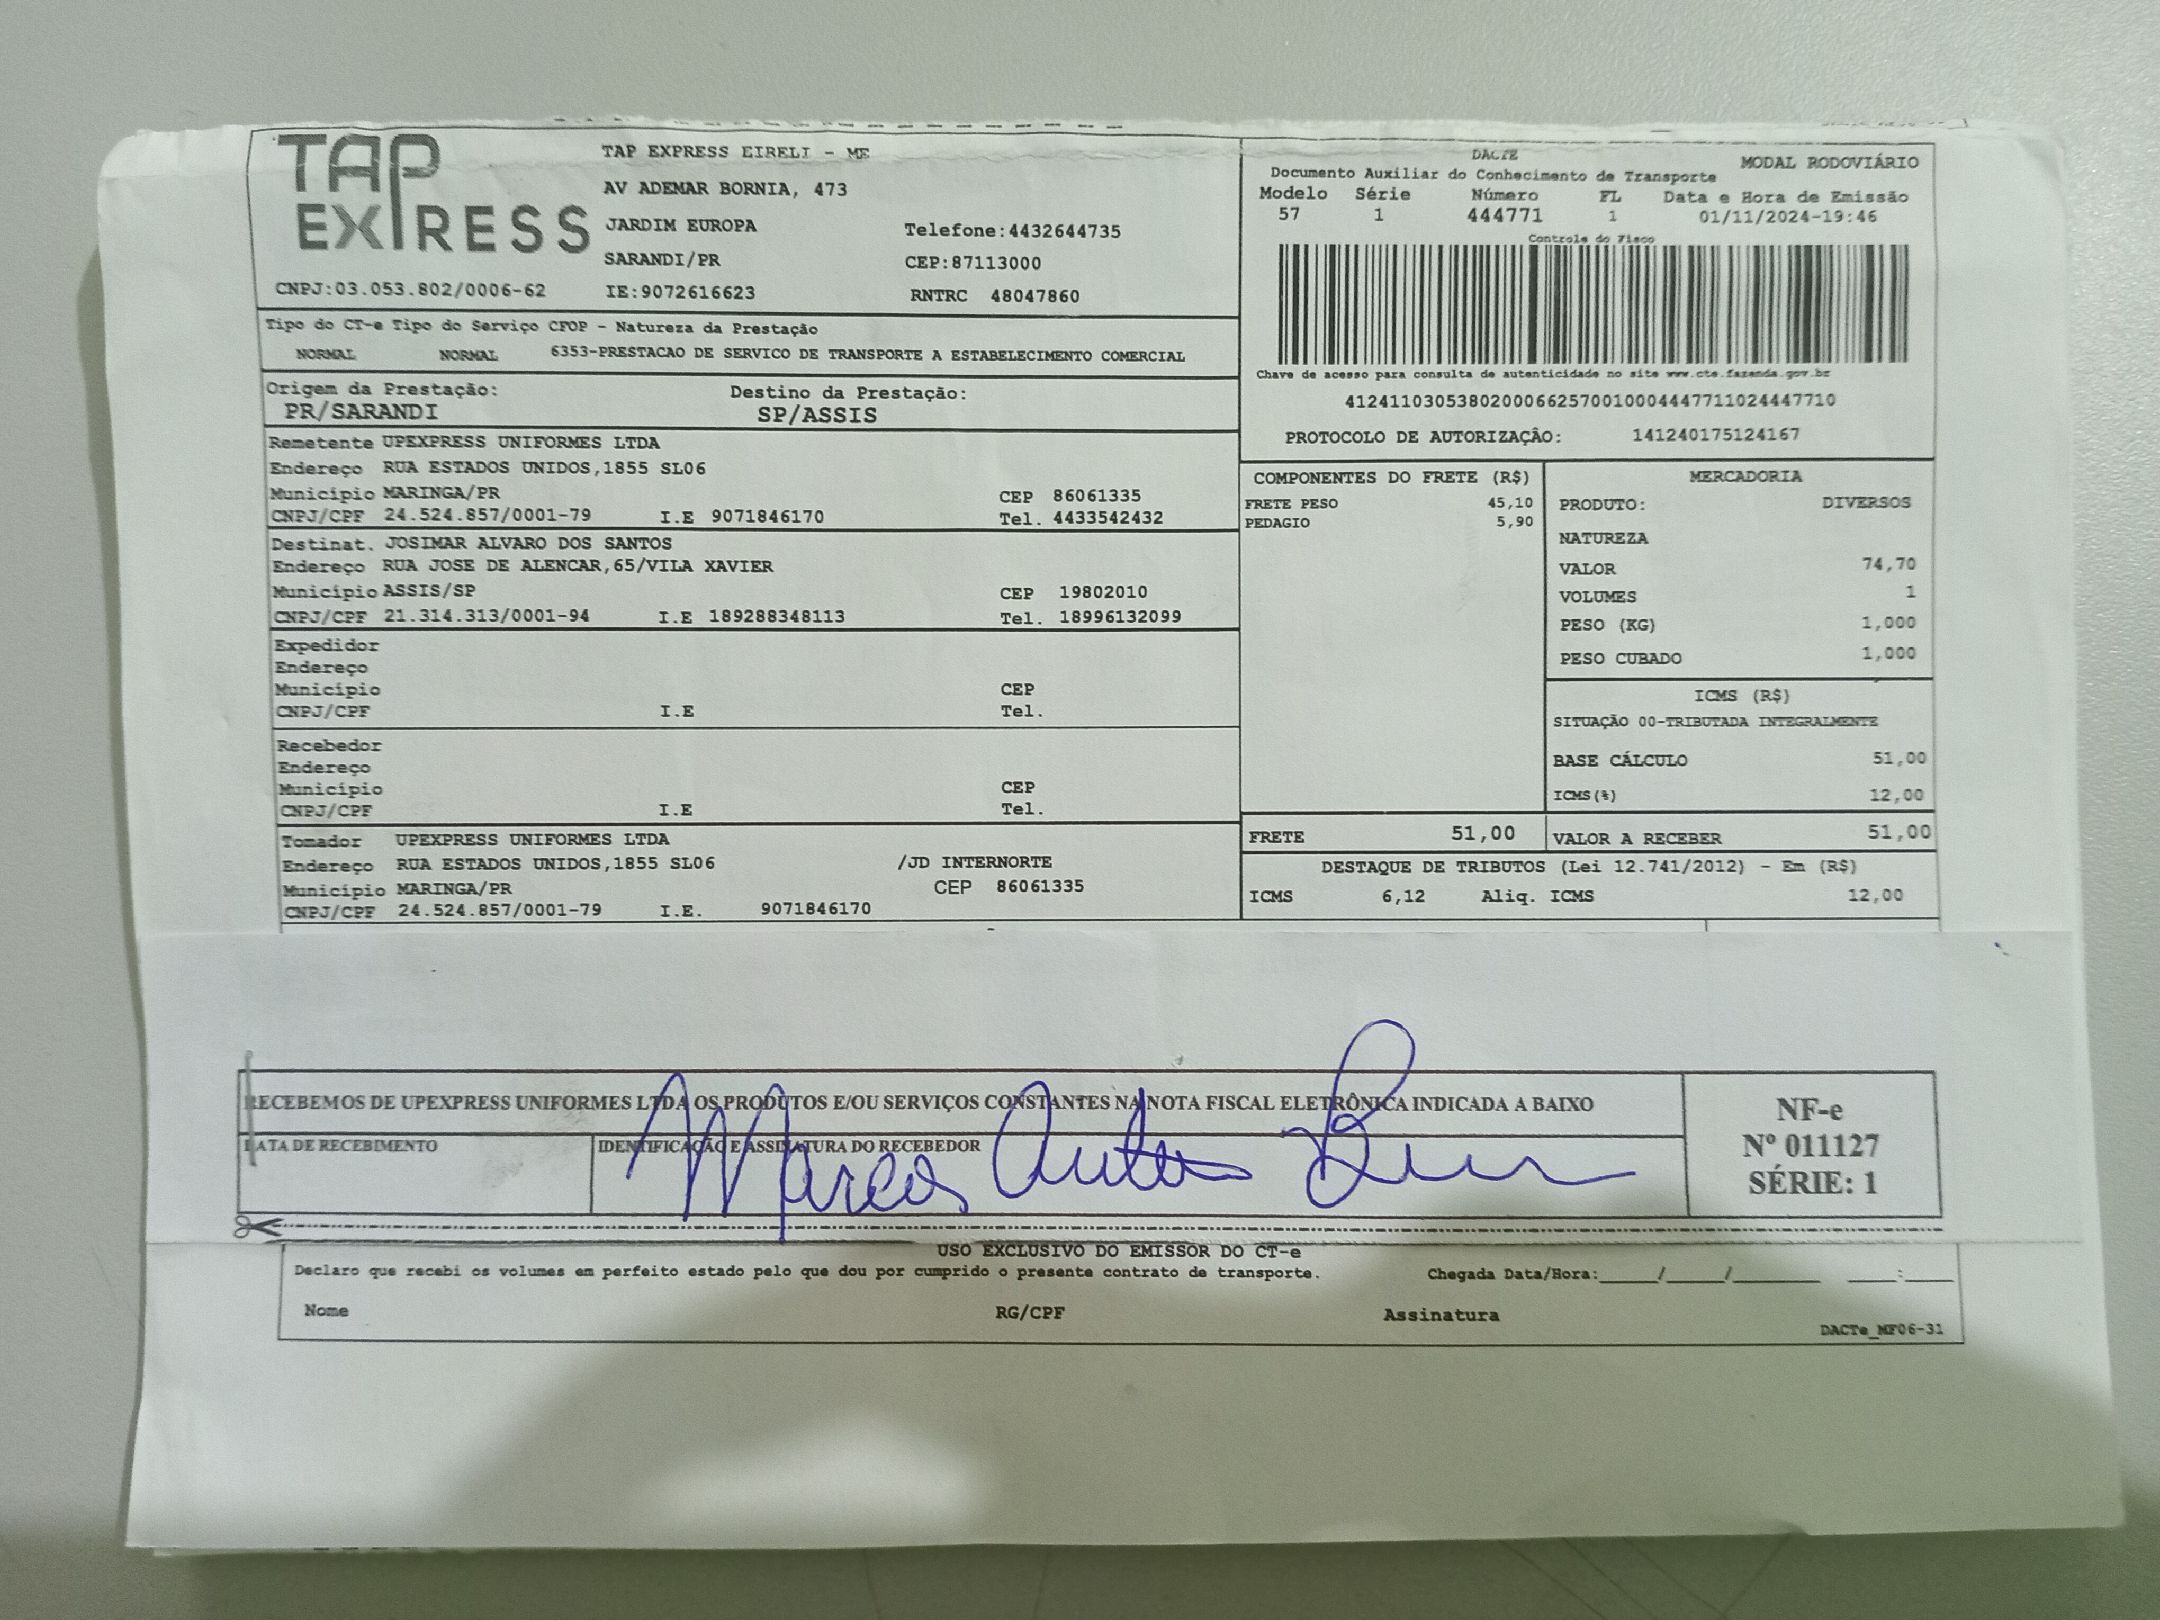 TAP EXPRESS
TAP EXPRESS EIRELI - ME
AV ADEMAR BORNIA, 473
JARDIM EUROPA Telefone:4432644735
SARANDI/PR CEP:87113000
CNPJ:03.053.802/0006-62 IE:9072616623 RNTRC 48047860
DACTE MODAL RODOVIÁRIO
Documento Auxiliar do Conhecimento de Transporte
Modelo Série Número FL Data e Hora de Emissão
57 1 444771 1 01/11/2024-19:46
Controle do Fisco
Chave de acesso para consulta de autenticidade no site www.cte.fazenda.gov.br
41241103053802000662570010004447711024447710
PROTOCOLO DE AUTORIZAÇÃO: 141240175124167
Tipo do CT-e Tipo do Serviço CFOP - Natureza da Prestação
NORMAL NORMAL 6353-PRESTACAO DE SERVICO DE TRANSPORTE A ESTABELECIMENTO COMERCIAL
Origem da Prestação: Destino da Prestação:
PR/SARANDI SP/ASSIS
Remetente UPEXPRESS UNIFORMES LTDA
Endereço RUA ESTADOS UNIDOS,1855 SL06
Município MARINGA/PR CEP 86061335
CNPJ/CPF 24.524.857/0001-79 I.E 9071846170 Tel. 4433542432
Destinat. JOSIMAR ALVARO DOS SANTOS
Endereço RUA JOSE DE ALENCAR,65/VILA XAVIER
Município ASSIS/SP CEP 19802010
CNPJ/CPF 21.314.313/0001-94 I.E 189288348113 Tel. 18996132099
Expedidor
Endereço
Município CEP
CNPJ/CPF I.E Tel.
Recebedor
Endereço
Município CEP
CNPJ/CPF I.E Tel.
Tomador UPEXPRESS UNIFORMES LTDA
Endereço RUA ESTADOS UNIDOS,1855 SL06 /JD INTERNORTE
Município MARINGA/PR CEP 86061335
CNPJ/CPF 24.524.857/0001-79 I.E. 9071846170
COMPONENTES DO FRETE (R$)
FRETE PESO 45,10
PEDAGIO 5,90
MERCADORIA
PRODUTO: DIVERSOS
NATUREZA
VALOR 74,70
VOLUMES 1
PESO (KG) 1,000
PESO CUBADO 1,000
ICMS (R$)
SITUAÇÃO 00-TRIBUTADA INTEGRALMENTE
BASE CÁLCULO 51,00
ICMS(%) 12,00
FRETE 51,00 VALOR A RECEBER 51,00
DESTAQUE DE TRIBUTOS (Lei 12.741/2012) - Em (R$)
ICMS 6,12 Aliq. ICMS 12,00
RECEBEMOS DE UPEXPRESS UNIFORMES LTDA OS PRODUTOS E/OU SERVIÇOS CONSTANTES NA NOTA FISCAL ELETRÔNICA INDICADA A BAIXO
DATA DE RECEBIMENTO IDENTIFICAÇÃO E ASSINATURA DO RECEBEDOR
Marcos
NF-e
Nº 011127
SÉRIE: 1
USO EXCLUSIVO DO EMISSOR DO CT-e
Declaro que recebi os volumes em perfeito estado pelo que dou por cumprido o presente contrato de transporte. Chegada Data/Hora:_____/_____/________ ____:____
Nome RG/CPF Assinatura
DACTe_MF06-31